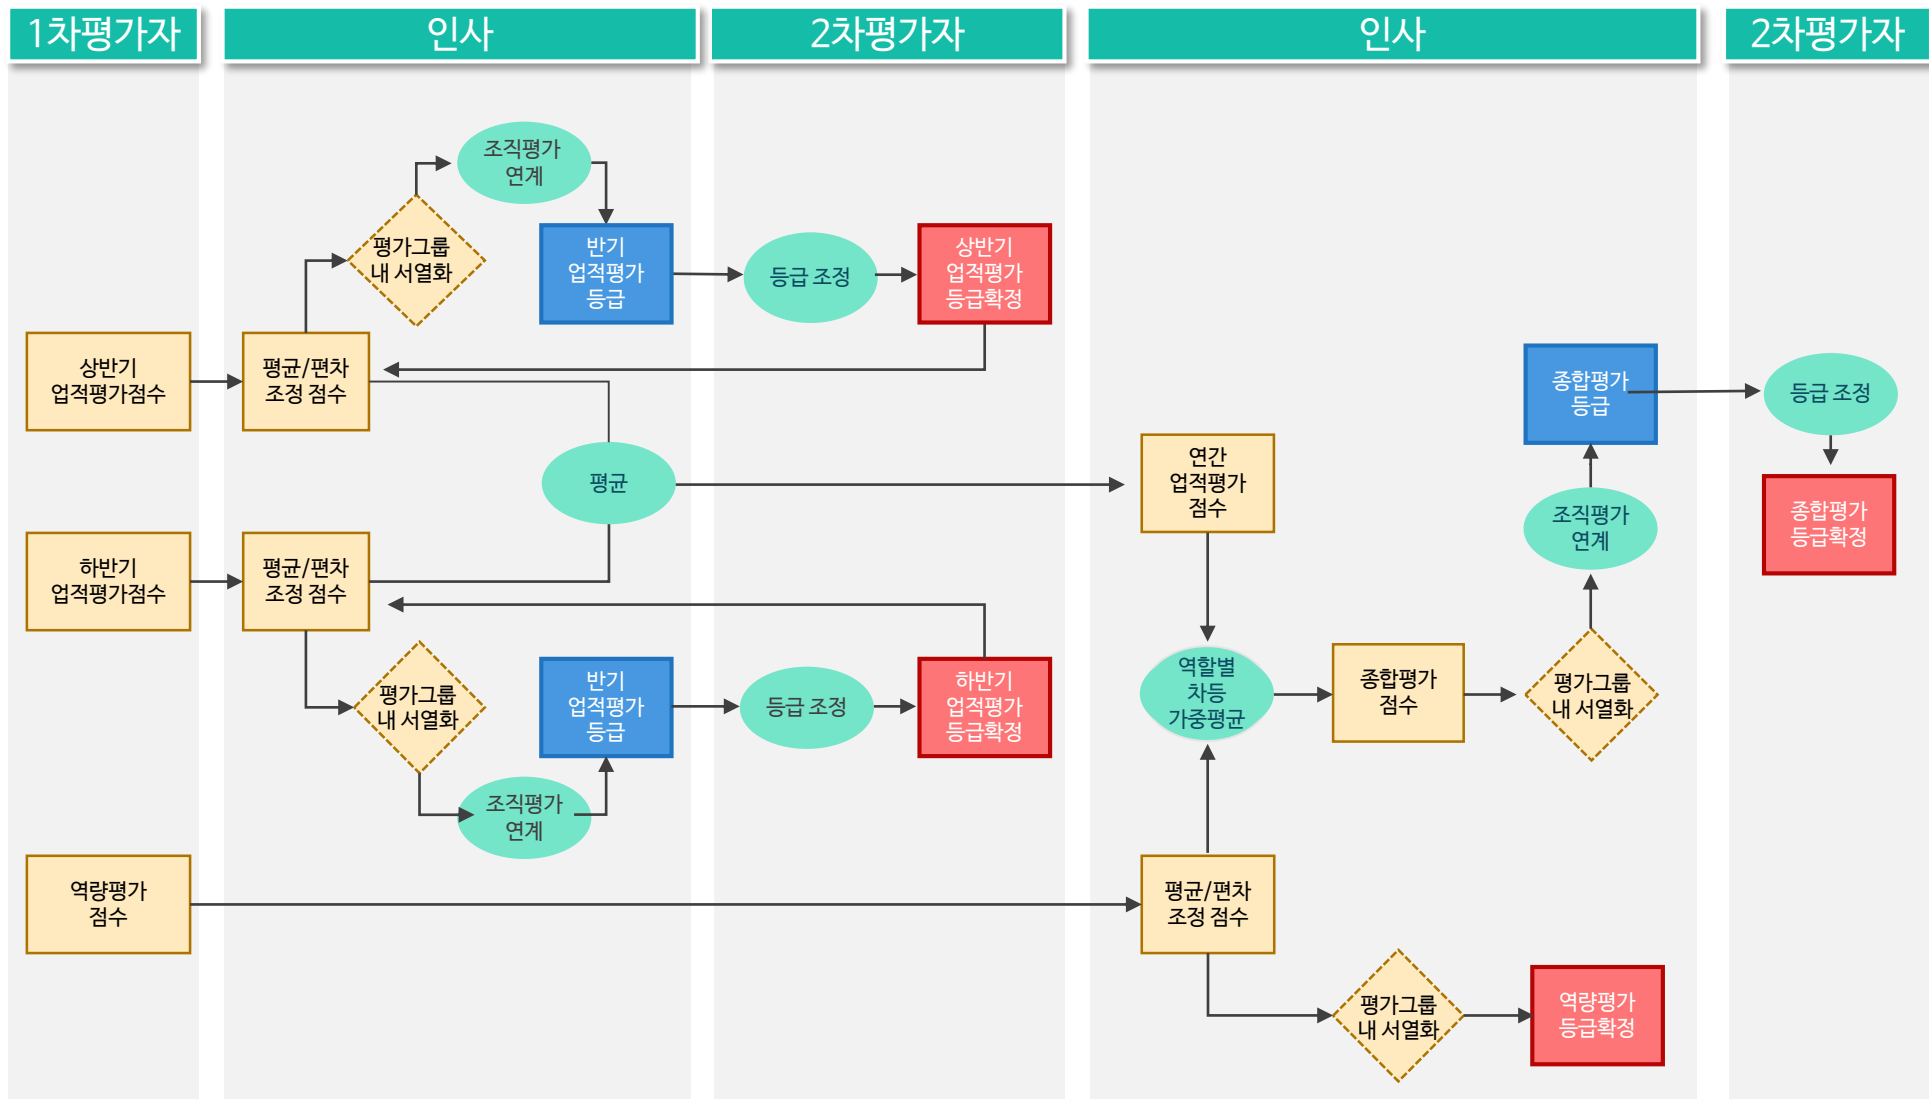 1차평가자
인사
2차평가자
인사
2차평가자
조직평가
연계
평가그룹
내 서열화
반기
업적평가
등급
등급 조정
상반기
업적평가
등급확정
상반기
업적평가점수
평균/편차
조정 점수
종합평가
등급
등급 조정
평균
연간
업적평가
점수
조직평가
연계
종합평가
등급확정
하반기
업적평가점수
평균/편차
조정 점수
평가그룹
내 서열화
반기
업적평가
등급
등급 조정
하반기
업적평가
등급확정
역할별
차등
가중평균
종합평가
점수
평가그룹
내 서열화
조직평가
연계
역량평가
점수
평균/편차
조정 점수
평가그룹
내 서열화
역량평가
등급확정